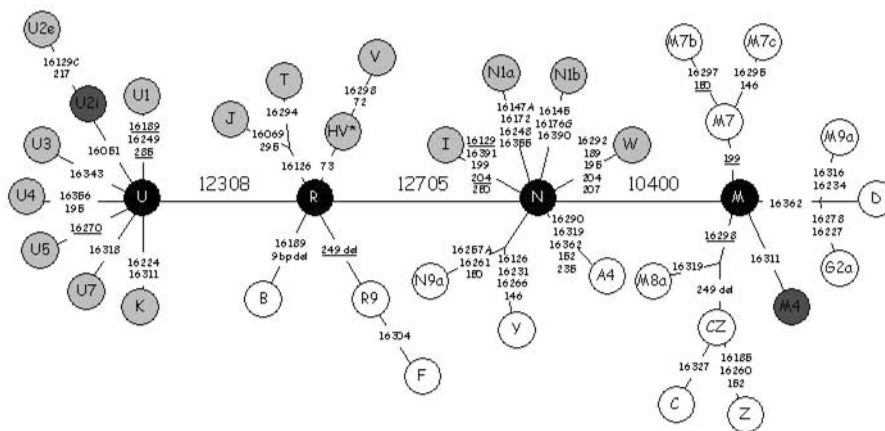 U2e
16129C
217
U2i
16051
U1
16189
16249
285
U3
16343
U4
16356
195
U5
16270
U7
16318
K
16224
16311
U
12308
J
16069
295
T
16294
16126
V
16298
72
HV*
73
R
16189
9bp del
B
249 del
R9
16304
F
12705
N1a
16147A
16172
16248
16355
N1b
16145
16176G
16390
I
16129
16391
199
204
250
W
16292
189
195
204
207
N
16290
16319
16362
152
235
A4
N9a
16257A
16261
150
16126
16231
16266
146
Y
10400
M7b
16297
150
M7c
16295
146
M7
199
M
16362
M9a
16316
16234
D
16278
16227
G2a
16298
16319
M8a
249 del
16311
M4
CZ
16327
C
16185
16260
152
Z